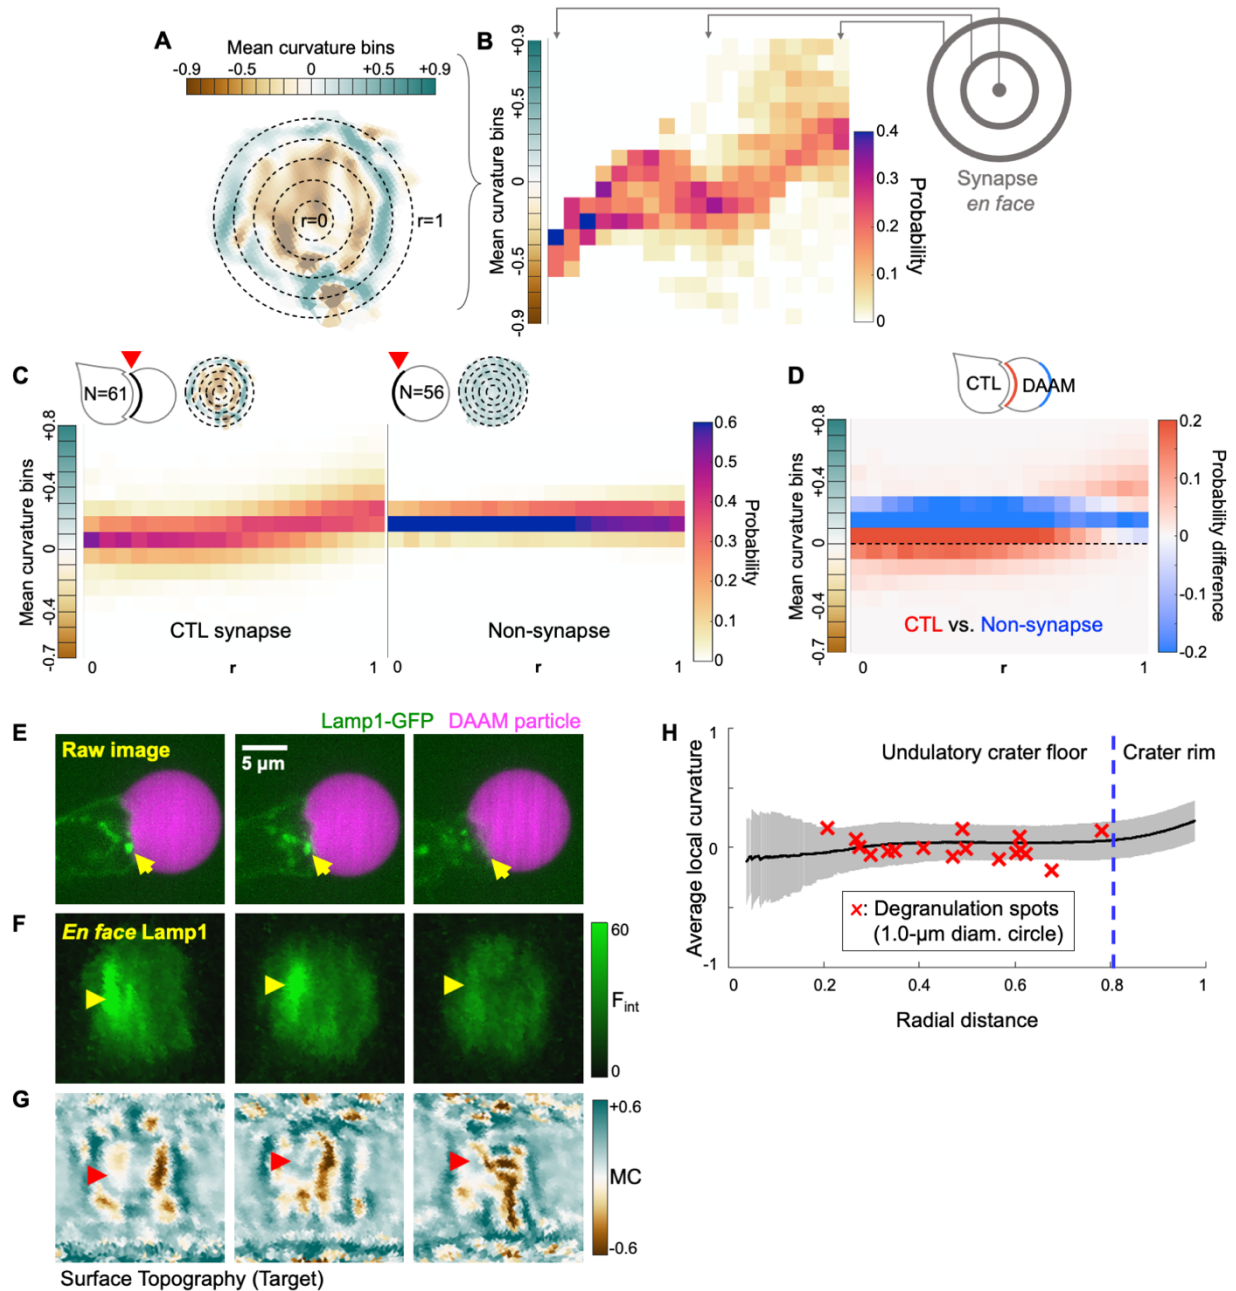 A
Mean curvature bins
-0.9 -0.5 0 +0.5 +0.9
r=0
r=1
B
Mean curvature bins
+0.9
+0.5
0
-0.5
-0.9
0.4
0.3
0.2
0.1
0
Probability
Synapse
en face
C
N=61
N=56
Mean curvature bins
+0.8
+0.4
0
-0.4
-0.7
CTL synapse
Non-synapse
0 r 1
0 r 1
0.6
0.5
0.4
0.3
0.2
0.1
0
Probability
D
CTL
DAAM
Mean curvature bins
+0.8
+0.4
0
-0.4
-0.7
CTL vs. Non-synapse
0 r 1
0.2
0.1
0
-0.1
-0.2
Probability difference
Lamp1-GFP DAAM particle
E
Raw image
5 µm
F
En face Lamp1
60
Fint
0
G
+0.6
MC
-0.6
Surface Topography (Target)
H
Average local curvature
1
0
-1
Undulatory crater floor
Crater rim
×: Degranulation spots
(1.0-µm diam. circle)
0 0.2 0.4 0.6 0.8 1
Radial distance